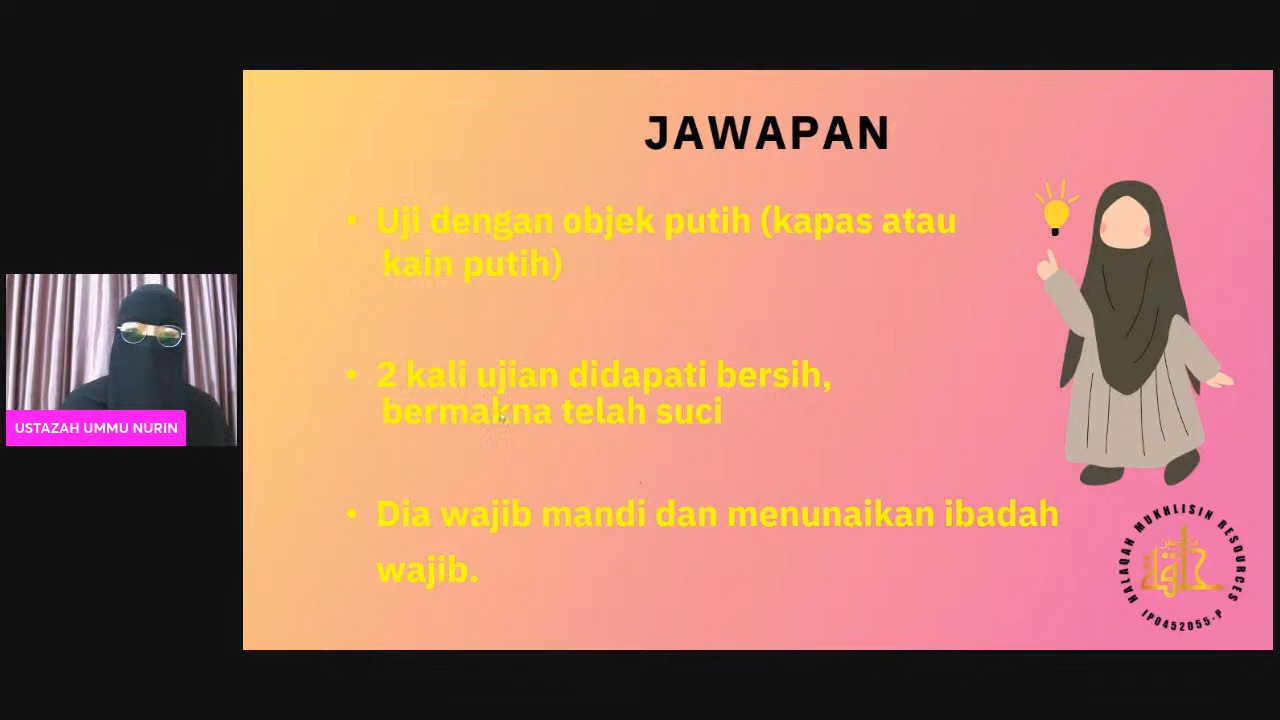 JAWAPAN
• Uji dengan objek putih (kapas atau
kain putih)
• 2 kali ujian didapati bersih,
bermakna telah suci
• Dia wajib mandi dan menunaikan ibadah
wajib.
USTAZAH UMMU NURIN
HALAQAH MUKHLISIN RESOURCES
IP0452055-P